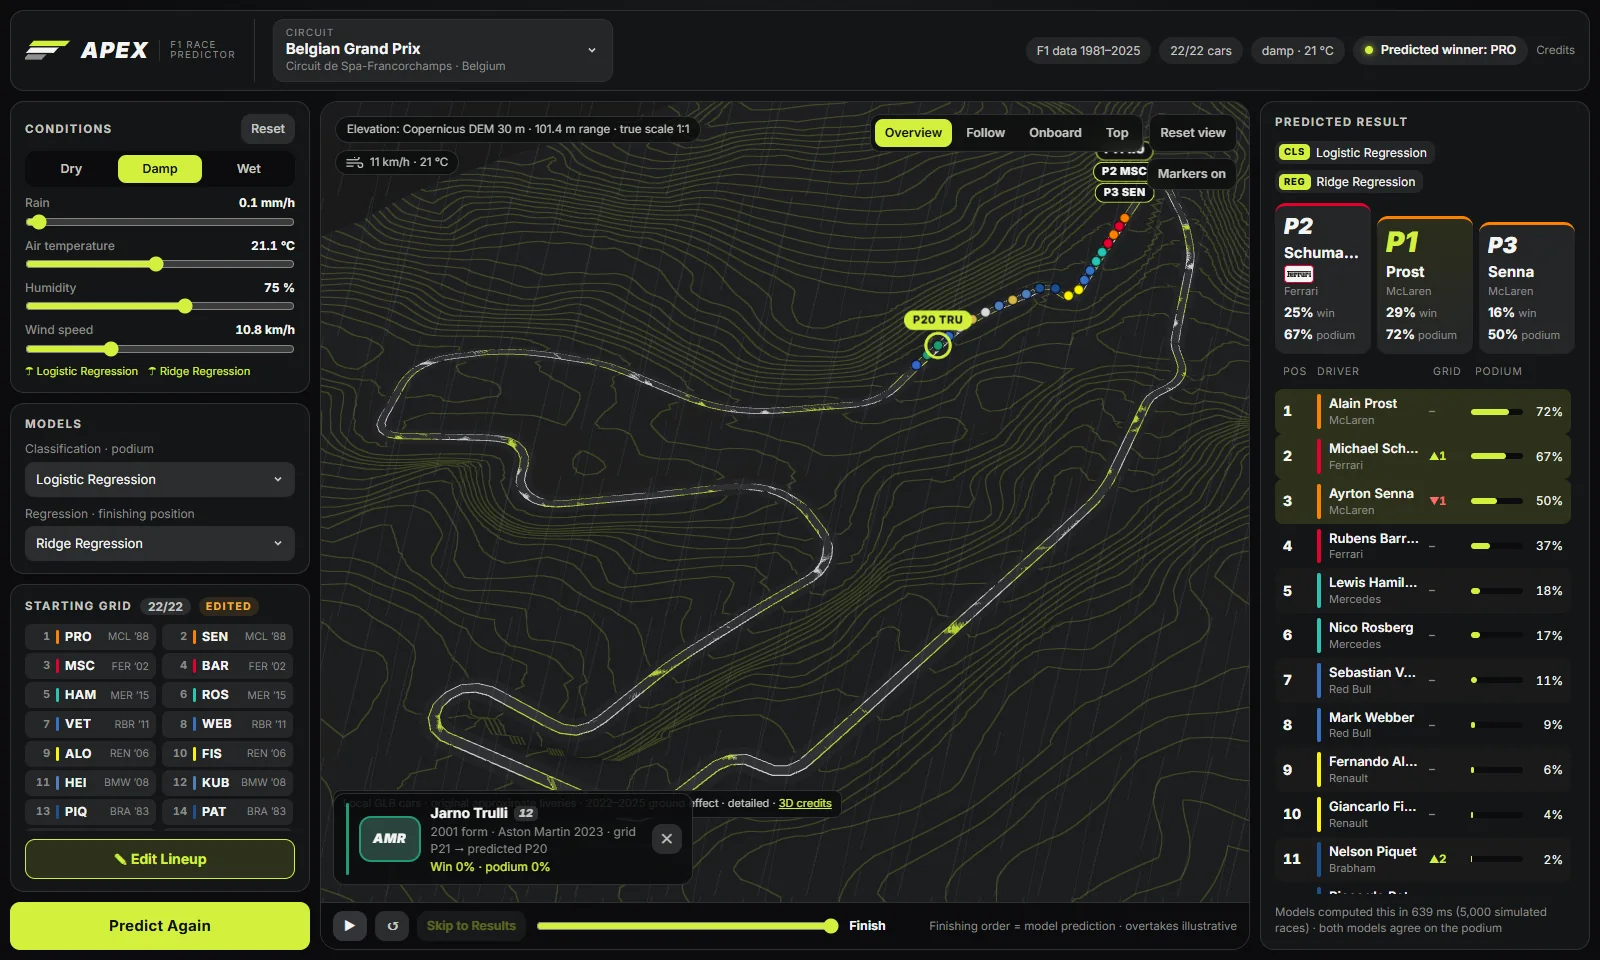 APEX
F1 RACE
PREDICTOR
CIRCUIT
Belgian Grand Prix
Circuit de Spa-Francorchamps · Belgium
F1 data 1981–2025
22/22 cars
damp · 21 °C
Predicted winner: PRO
Credits
CONDITIONS
Reset
Dry
Damp
Wet
Rain 0.1 mm/h
Air temperature 21.1 °C
Humidity 75 %
Wind speed 10.8 km/h
↑ Logistic Regression ↑ Ridge Regression
MODELS
Classification · podium
Logistic Regression
Regression · finishing position
Ridge Regression
STARTING GRID 22/22 EDITED
1 PRO MCL '88
2 SEN MCL '88
3 MSC FER '02
4 BAR FER '02
5 HAM MER '15
6 ROS MER '15
7 VET RBR '11
8 WEB RBR '11
9 ALO REN '06
10 FIS REN '06
11 HEI BMW '08
12 KUB BMW '08
13 PIQ BRA '83
14 PAT BRA '83
✎ Edit Lineup
Predict Again
Elevation: Copernicus DEM 30 m · 101.4 m range · true scale 1:1
11 km/h · 21 °C
Overview
Follow
Onboard
Top
Reset view
Markers on
P2 MSC
P3 SEN
P20 TRU
local GLB cars · original approximate liveries · 2022–2025 ground effect · detailed · 3D credits
AMR
Jarno Trulli 12
2001 form · Aston Martin 2023 · grid
P21 → predicted P20
Win 0% · podium 0%
✕
▶
↺
Skip to Results
Finish
Finishing order = model prediction · overtakes illustrative
PREDICTED RESULT
CLS Logistic Regression
REG Ridge Regression
P2
Schuma...
Ferrari
Ferrari
25% win
67% podium
P1
Prost
McLaren
29% win
72% podium
P3
Senna
McLaren
16% win
50% podium
POS DRIVER GRID PODIUM
1 Alain Prost – 72%
McLaren
2 Michael Sch... ▲1 67%
Ferrari
3 Ayrton Senna ▼1 50%
McLaren
4 Rubens Barr... – 37%
Ferrari
5 Lewis Hamil... – 18%
Mercedes
6 Nico Rosberg – 17%
Mercedes
7 Sebastian V... – 11%
Red Bull
8 Mark Webber – 9%
Red Bull
9 Fernando Al... – 6%
Renault
10 Giancarlo Fi... – 4%
Renault
11 Nelson Piquet ▲2 2%
Brabham
Models computed this in 639 ms (5,000 simulated
races) · both models agree on the podium